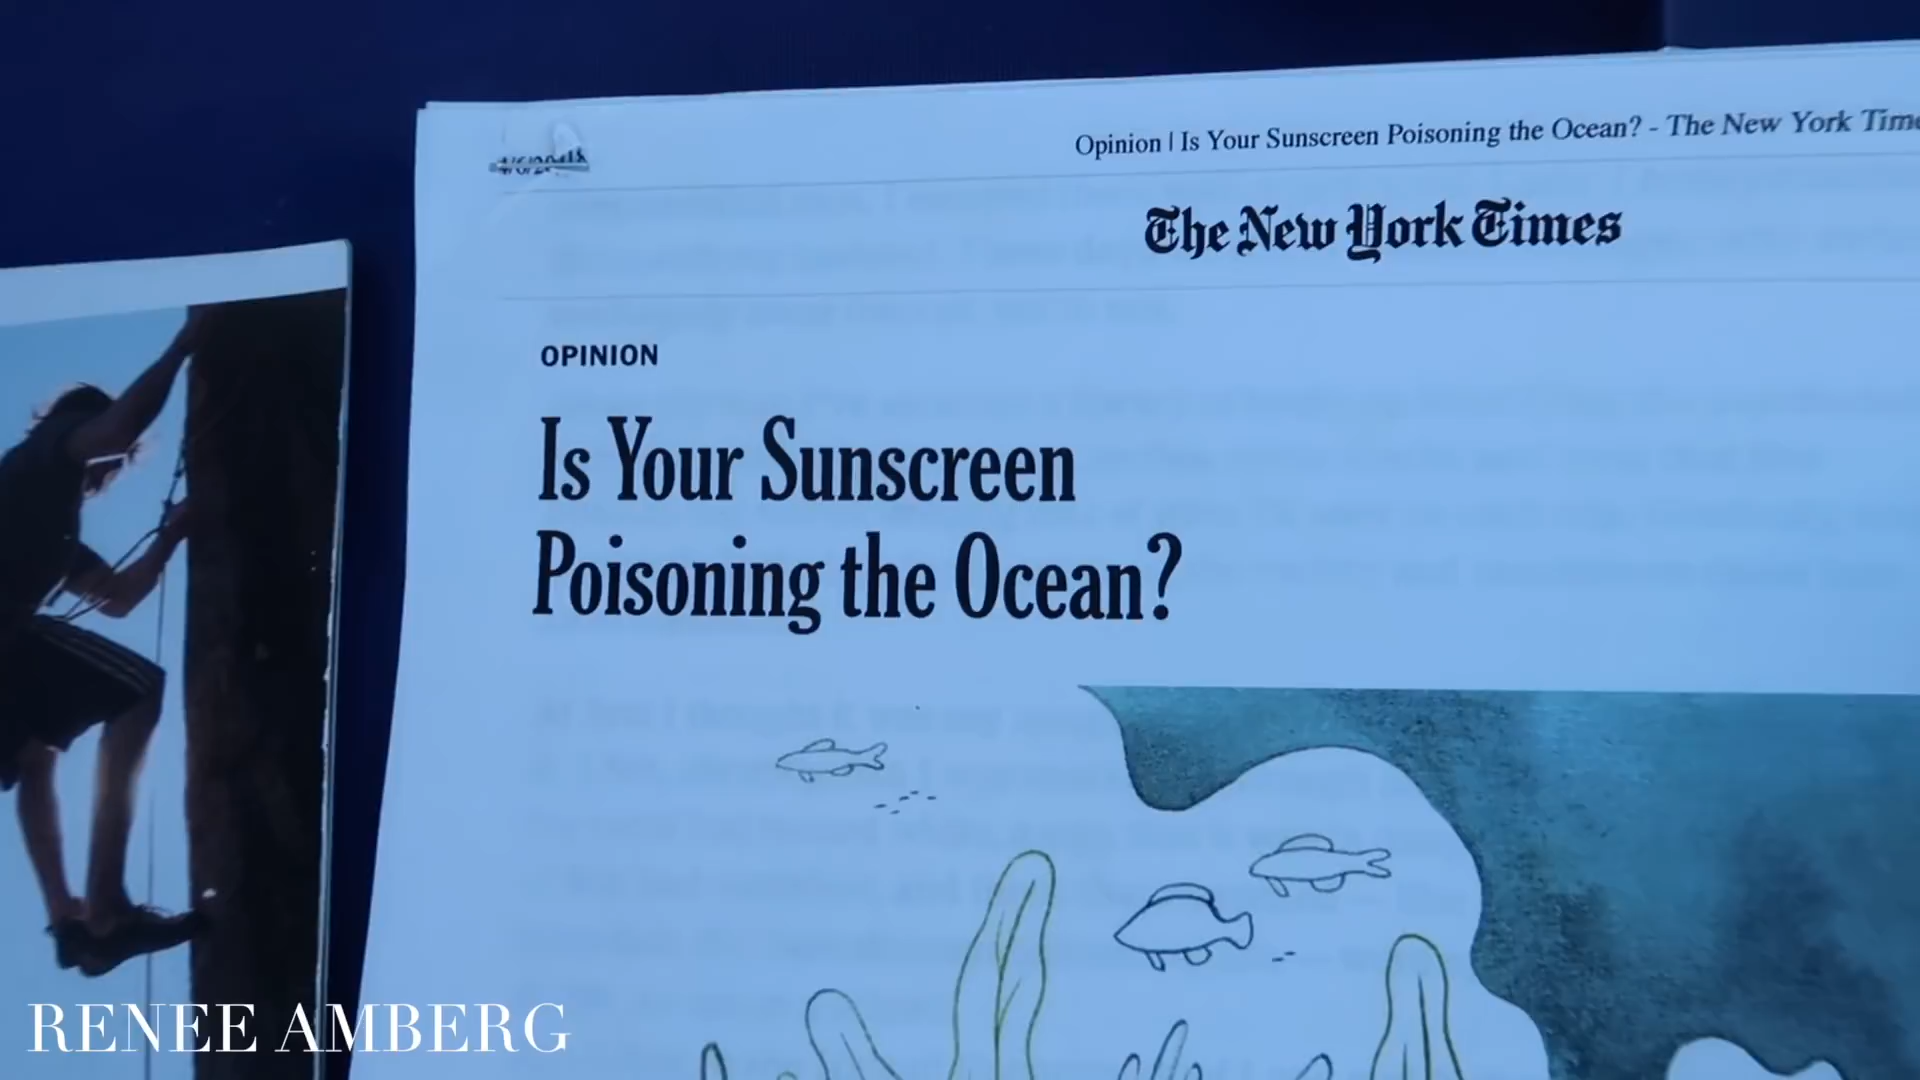 Opinion | Is Your Sunscreen Poisoning the Ocean? - The New York
The New York Times
OPINION
Is Your Sunscreen
Poisoning the Ocean?
RENEE AMBERG